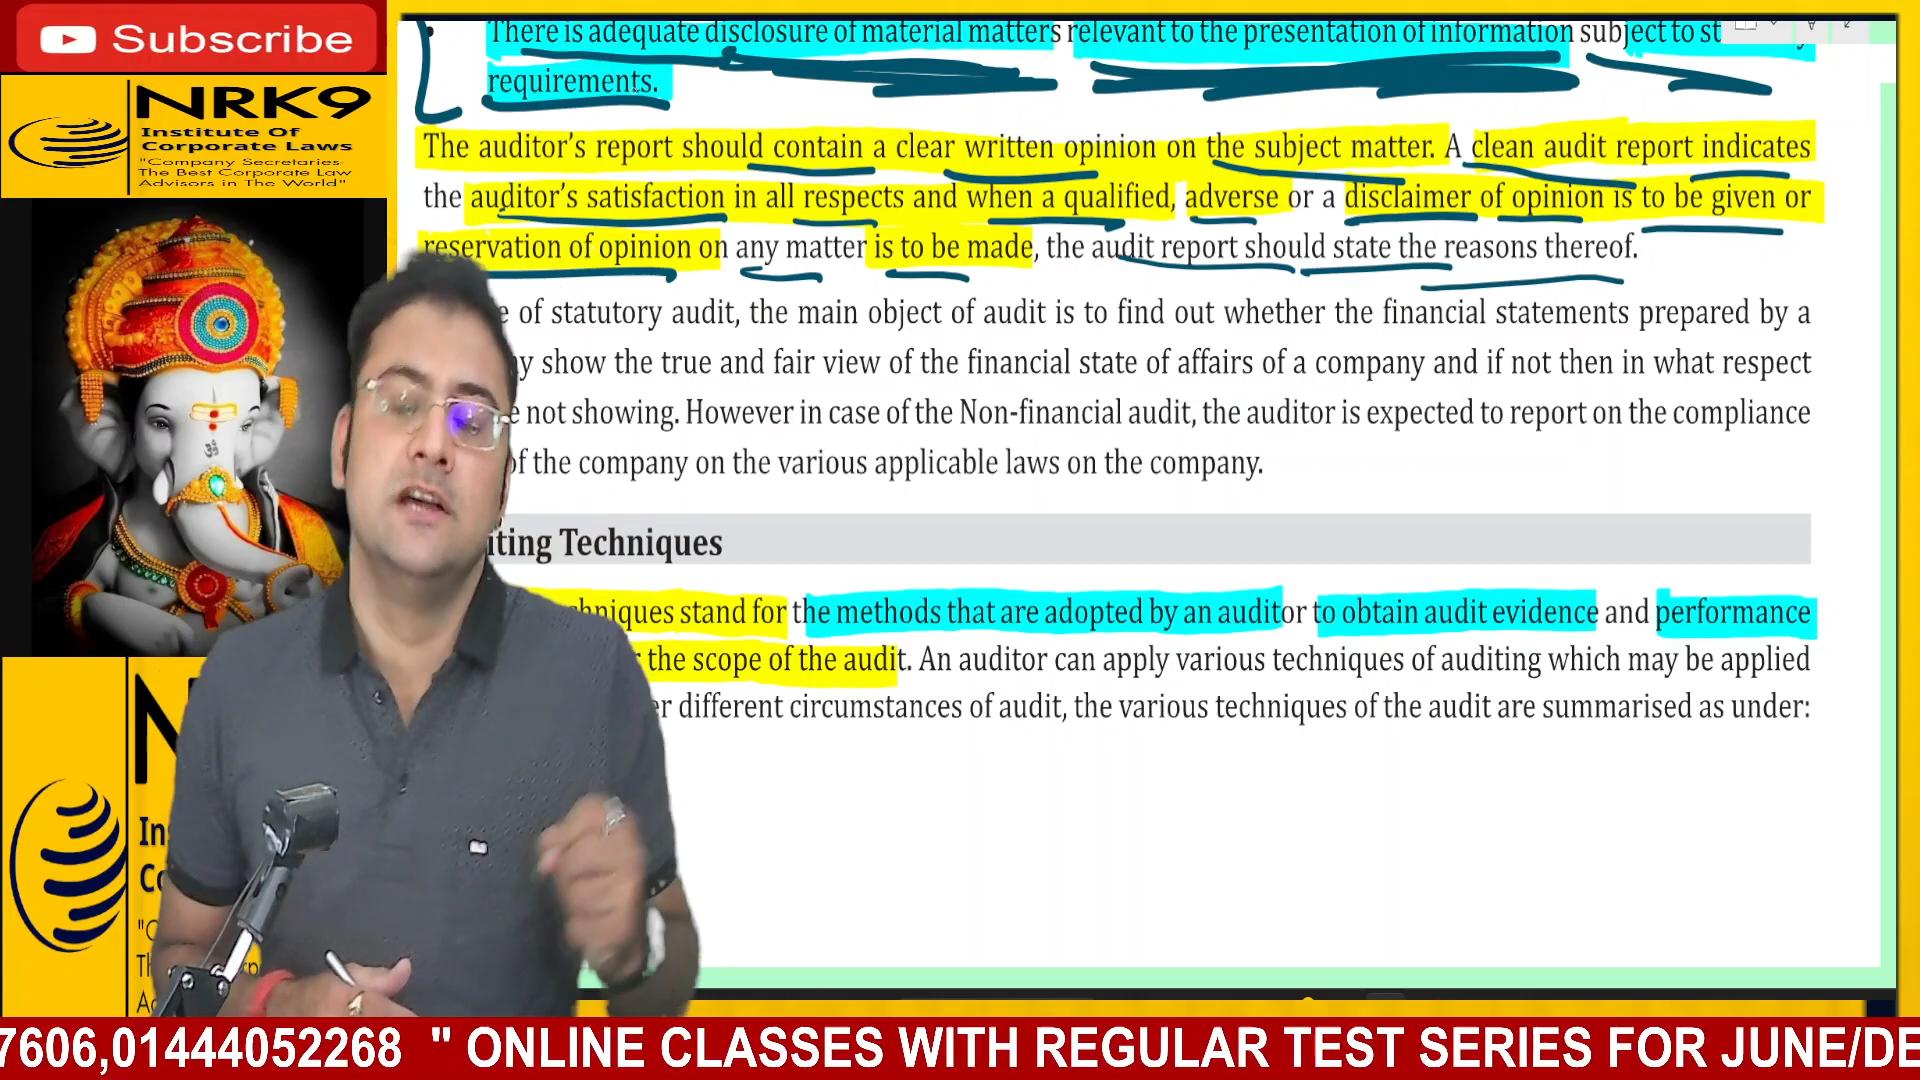 Subscribe
NRK9
Institute Of
Corporate Laws
"Company Secretaries-
The Best Corporate Law
Advisors in The World"
There is adequate disclosure of material matters relevant to the presentation of information subject to
requirements.
The auditor's report should contain a clear written opinion on the subject matter. A clean audit report indicates
the auditor's satisfaction in all respects and when a qualified, adverse or a disclaimer of opinion is to be given or
reservation of opinion on any matter is to be made, the audit report should state the reasons thereof.
of statutory audit, the main object of audit is to find out whether the financial statements prepared by a
show the true and fair view of the financial state of affairs of a company and if not then in what respect
not showing. However in case of the Non-financial audit, the auditor is expected to report on the compliance
of the company on the various applicable laws on the company.
Techniques
stand for the methods that are adopted by an auditor to obtain audit evidence and performance
the scope of the audit. An auditor can apply various techniques of auditing which may be applied
different circumstances of audit, the various techniques of the audit are summarised as under:
7606,01444052268 " ONLINE CLASSES WITH REGULAR TEST SERIES FOR JUNE/DE